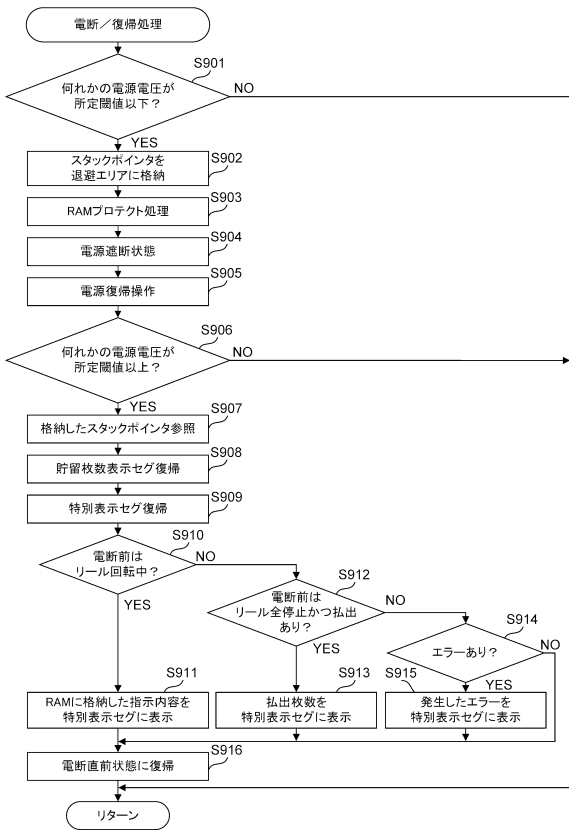 電断／復帰処理
S901
何れかの電源電圧が
所定閾値以下？
NO
YES
S902
スタックポインタを
退避エリアに格納
S903
RAMプロテクト処理
S904
電源遮断状態
S905
電源復帰操作
S906
何れかの電源電圧が
所定閾値以上？
NO
YES
S907
格納したスタックポインタ参照
S908
貯留枚数表示セグ復帰
S909
特別表示セグ復帰
S910
電断前は
リール回転中？
NO
YES
S912
電断前は
リール全停止かつ払出
あり？
NO
YES
S914
エラーあり？
NO
YES
S911
RAMに格納した指示内容を
特別表示セグに表示
S913
払出枚数を
特別表示セグに表示
S915
発生したエラーを
特別表示セグに表示
S916
電断直前状態に復帰
リターン